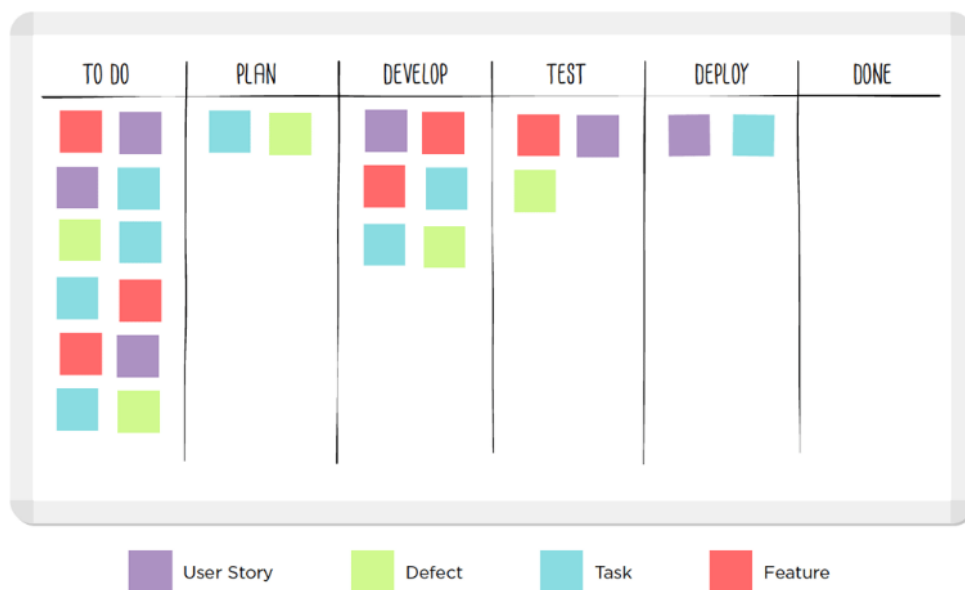 TO DO
PLAN
DEVELOP
TEST
DEPLOY
DONE
User Story
Defect
Task
Feature